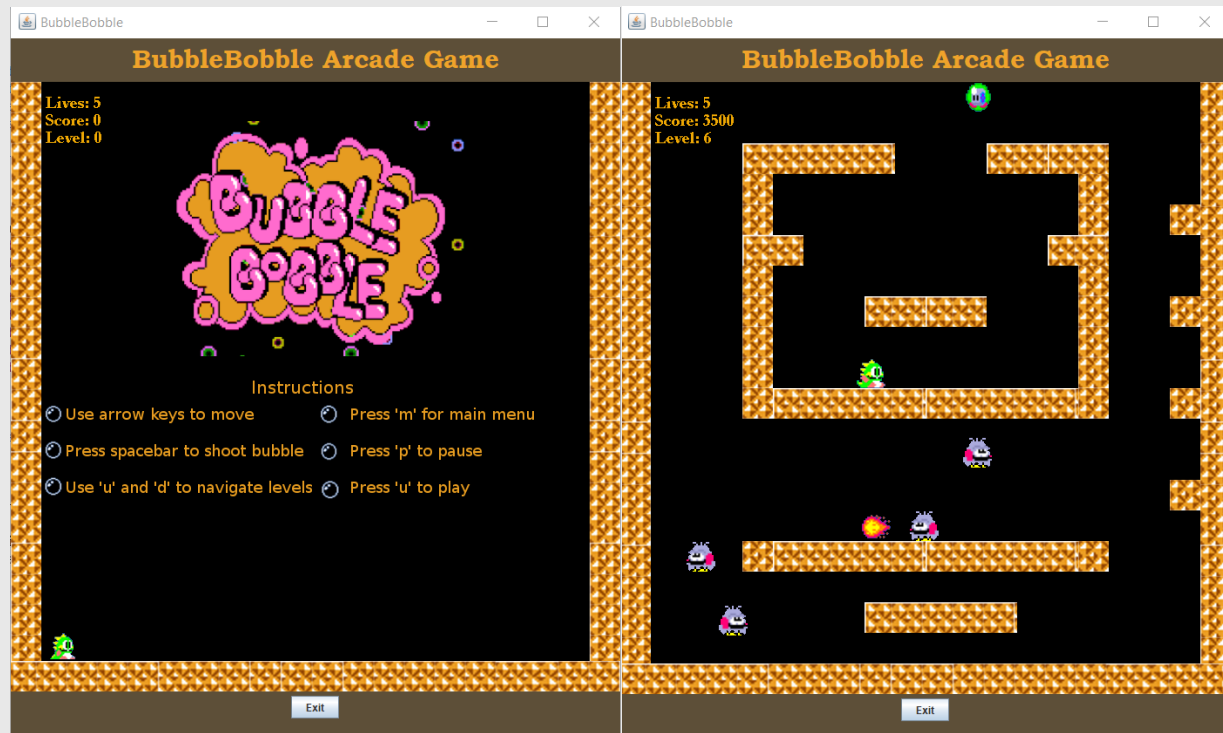 BubbleBobble
BubbleBobble Arcade Game
Lives: 5
Score: 0
Level: 0
BUBBLE
BOBBLE
Instructions
Use arrow keys to move
Press 'm' for main menu
Press spacebar to shoot bubble
Press 'p' to pause
Use 'u' and 'd' to navigate levels
Press 'u' to play
Exit
BubbleBobble
BubbleBobble Arcade Game
Lives: 5
Score: 3500
Level: 6
Exit